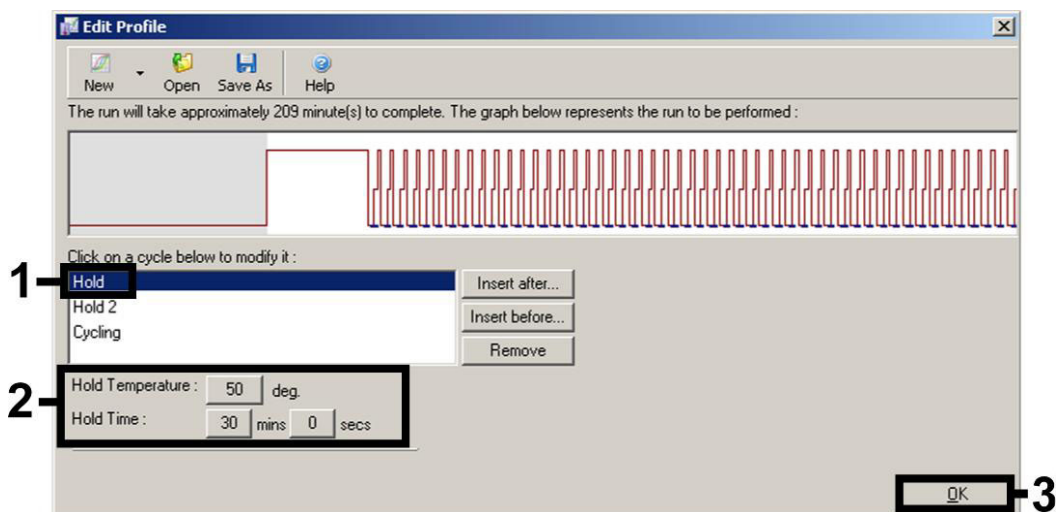 Edit Profile
New Open Save As Help
The run will take approximately 209 minute(s) to complete. The graph below represents the run to be performed :
Click on a cycle below to modify it :
1 Hold Insert after...
Hold 2 Insert before...
Cycling
Remove
2 Hold Temperature : 50 deg.
Hold Time : 30 mins 0 secs
OK 3